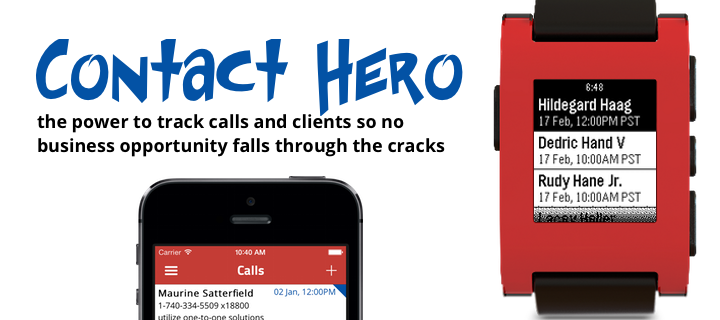 Contact Hero
the power to track calls and clients so no
business opportunity falls through the cracks
6:48
Hildegard Haag
17 Feb, 12:00PM PST
Dedric Hand V
17 Feb, 10:00AM PST
Rudy Hane Jr.
17 Feb, 10:00AM PST
Carrier 10:40 AM
Calls +
Maurine Satterfield 02 Jan, 12:00PM
1-740-334-5509 x18800
utilize one-to-one solutions